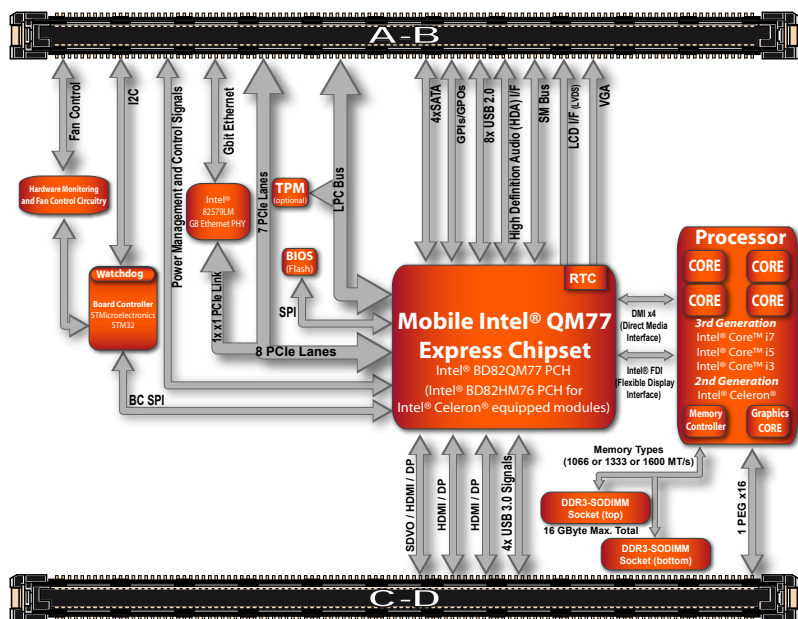 A-B
Fan Control
I2C
Power Management and Control Signals
Gbit Ethernet
7 PCIe Lanes
LPC Bus
4xSATA
GPIs/GPOs
8x USB 2.0
High Definition Audio (HDA) I/F
SM Bus
LCD I/F (LVDS)
VGA
Hardware Monitoring
and Fan Control Circuitry
Intel®
82579LM
GB Ethernet PHY
TPM
(optional)
BIOS
(Flash)
SPI
Watchdog
Board Controller
STMicroelectronics
STM32
1x x1 PCIe Link
8 PCIe Lanes
BC SPI
RTC
Mobile Intel® QM77
Express Chipset
Intel® BD82QM77 PCH
(Intel® BD82HM76 PCH for
Intel® Celeron® equipped modules)
DMI x4
(Direct Media
Interface)
Intel® FDI
(Flexible Display
Interface)
Processor
CORE CORE
CORE CORE
3rd Generation
Intel® Core™ i7
Intel® Core™ i5
Intel® Core™ i3
2nd Generation
Intel® Celeron®
Memory
Controller
Graphics
CORE
SDVO / HDMI / DP
HDMI / DP
HDMI / DP
4x USB 3.0 Signals
Memory Types
(1066 or 1333 or 1600 MT/s)
DDR3-SODIMM
Socket (top)
16 GByte Max. Total
DDR3-SODIMM
Socket (bottom)
1 PEG x16
C-D